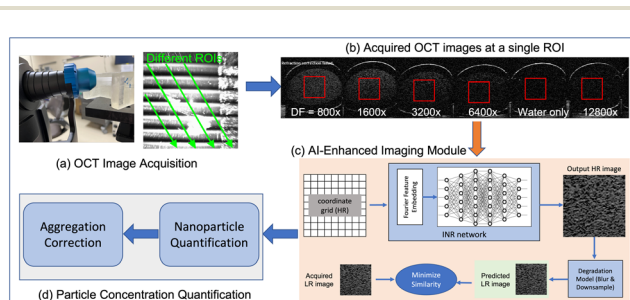 (b) Acquired OCT images at a single ROI
Different ROIs
DF = 800x
1600x
3200x
6400x
Water only
12800x
(a) OCT Image Acquisition
(c) AI-Enhanced Imaging Module
Output HR
image
coordinate
grid (HR)
Fourier Feature
Embedding
INR network
Aggregation
Correction
Nanoparticle
Quantification
Acquired
LR image
Minimize
Similarity
Predicted
LR image
Degradation
Model (Blur &
Downsample)
(d) Particle Concentration Quantification